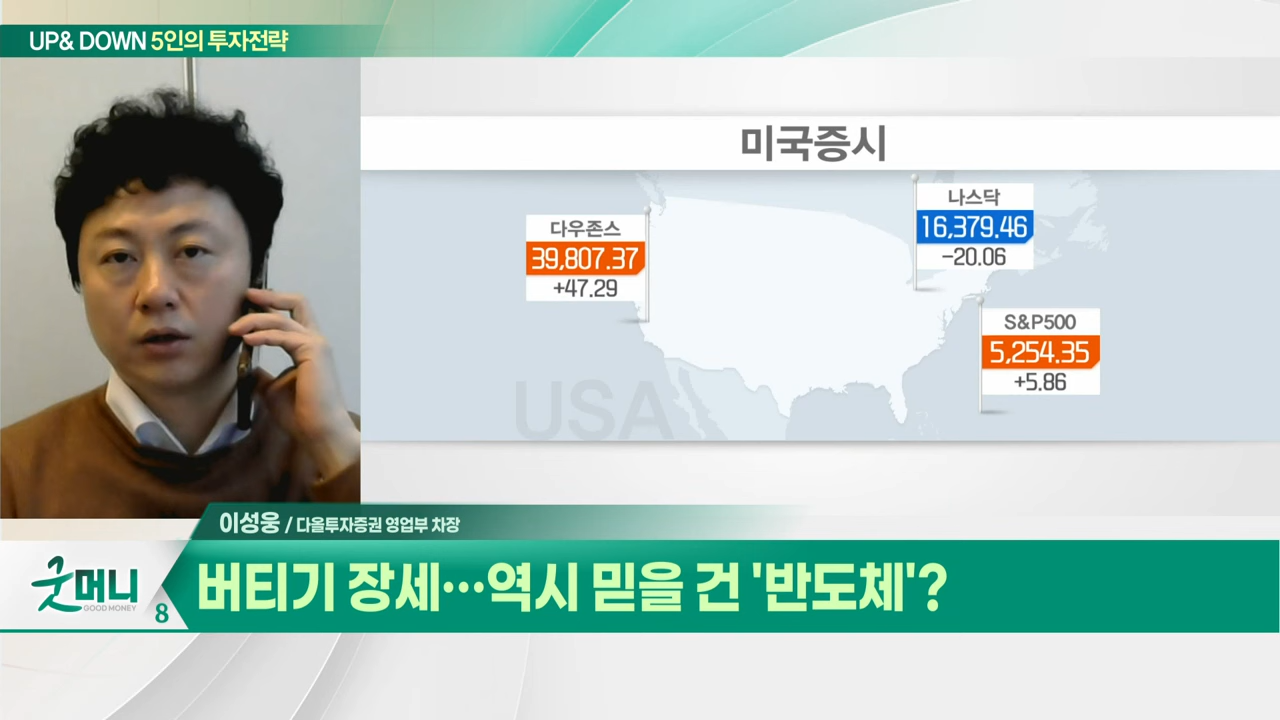 UP& DOWN 5인의 투자전략
미국증시
다우존스
39,807.37
+47.29
나스닥
16,379.46
-20.06
S&P500
5,254.35
+5.86
USA
이성웅 / 다올투자증권 영업부 차장
굿머니
GOOD MONEY
8
버티기 장세···역시 믿을 건 '반도체'?